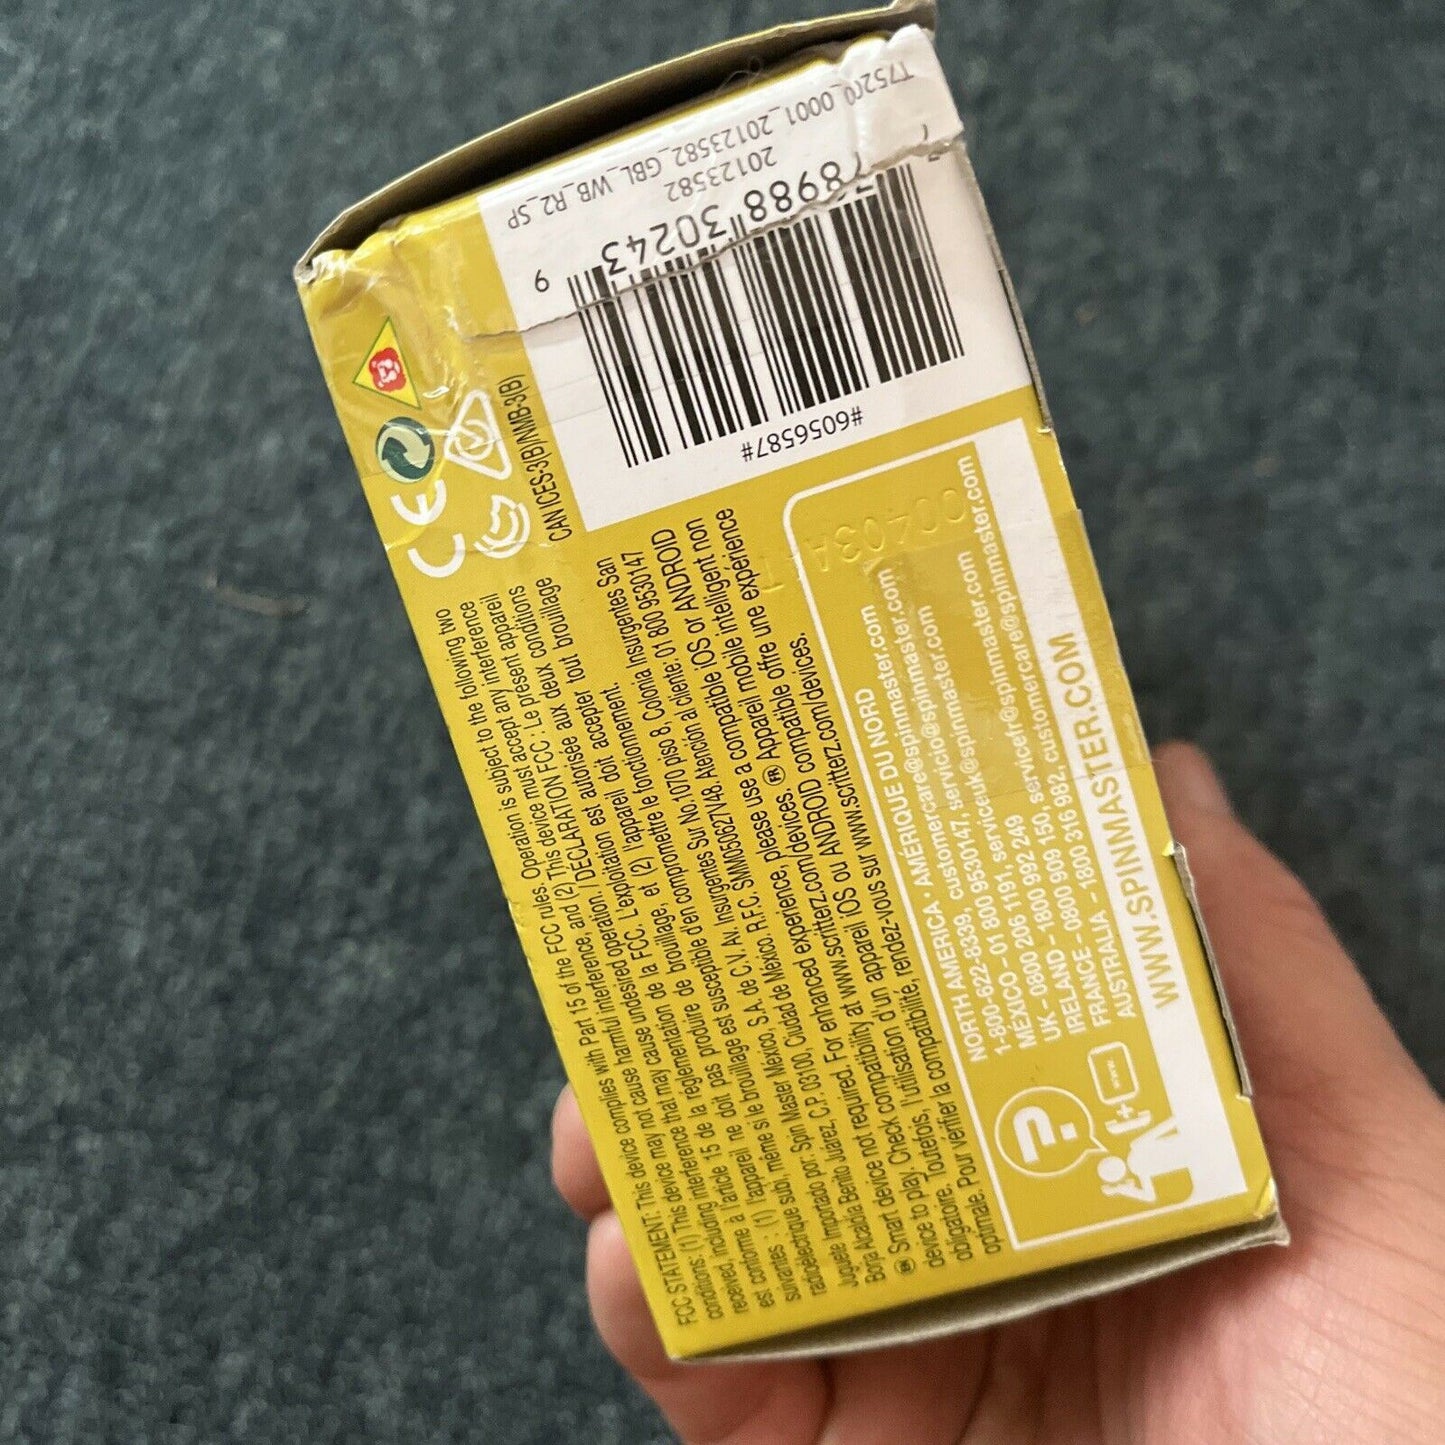 T7520_0001_20123582_GBL_WB_R2_SP
20123582
78988 30243 9
#6056587#
CE
CAN ICES-3(B)/NMB-3(B)
FCC STATEMENT: This device complies with Part 15 of the FCC rules. Operation is subject to the following two
conditions. (1) This device may not cause harmful interference, and (2) This device must accept any interference
received, including interference that may cause undesired operation. / DÉCLARATION FCC : Le présent appareil
est conforme à l'article 15 de la réglementation de la FCC. L'exploitation est autorisée aux deux conditions
suivantes : (1) l'appareil ne doit pas produire de brouillage, et (2) l'appareil doit accepter tout brouillage
radioélectrique subi, même si le brouillage est susceptible d'en compromettre le fonctionnement.
Juguete Importado por: Spin Master México, S.A. de C.V. Av. Insurgentes Sur No. 1070 piso 8, Colonia Insurgentes San
Borja Alcaldía Benito Juárez, C.P. 03100, Ciudad de México. R.F.C. SMM050627V48. Atención al cliente: 01 800 9530147
EN Smart device not required. For enhanced experience, please use a compatible iOS or ANDROID
device to play. Check compatibility at www.scritterz.com/devices. FR Appareil mobile intelligent non
obligatoire. Toutefois, l'utilisation d'un appareil iOS ou ANDROID compatible offre une expérience
optimale. Pour vérifier la compatibilité, rendez-vous sur www.scritterz.com/devices.
00403A
NORTH AMERICA • AMÉRIQUE DU NORD
1-800-622-8339, customercare@spinmaster.com
MÉXICO - 01 800 9530147, servicio@spinmaster.com
UK - 0800 206 1191, serviceuk@spinmaster.com
IRELAND - 1800 992 249
FRANCE - 0800 909 150, servicefr@spinmaster.com
AUSTRALIA - 1800 316 982, customercare@spinmaster.com
WWW.SPINMASTER.COM